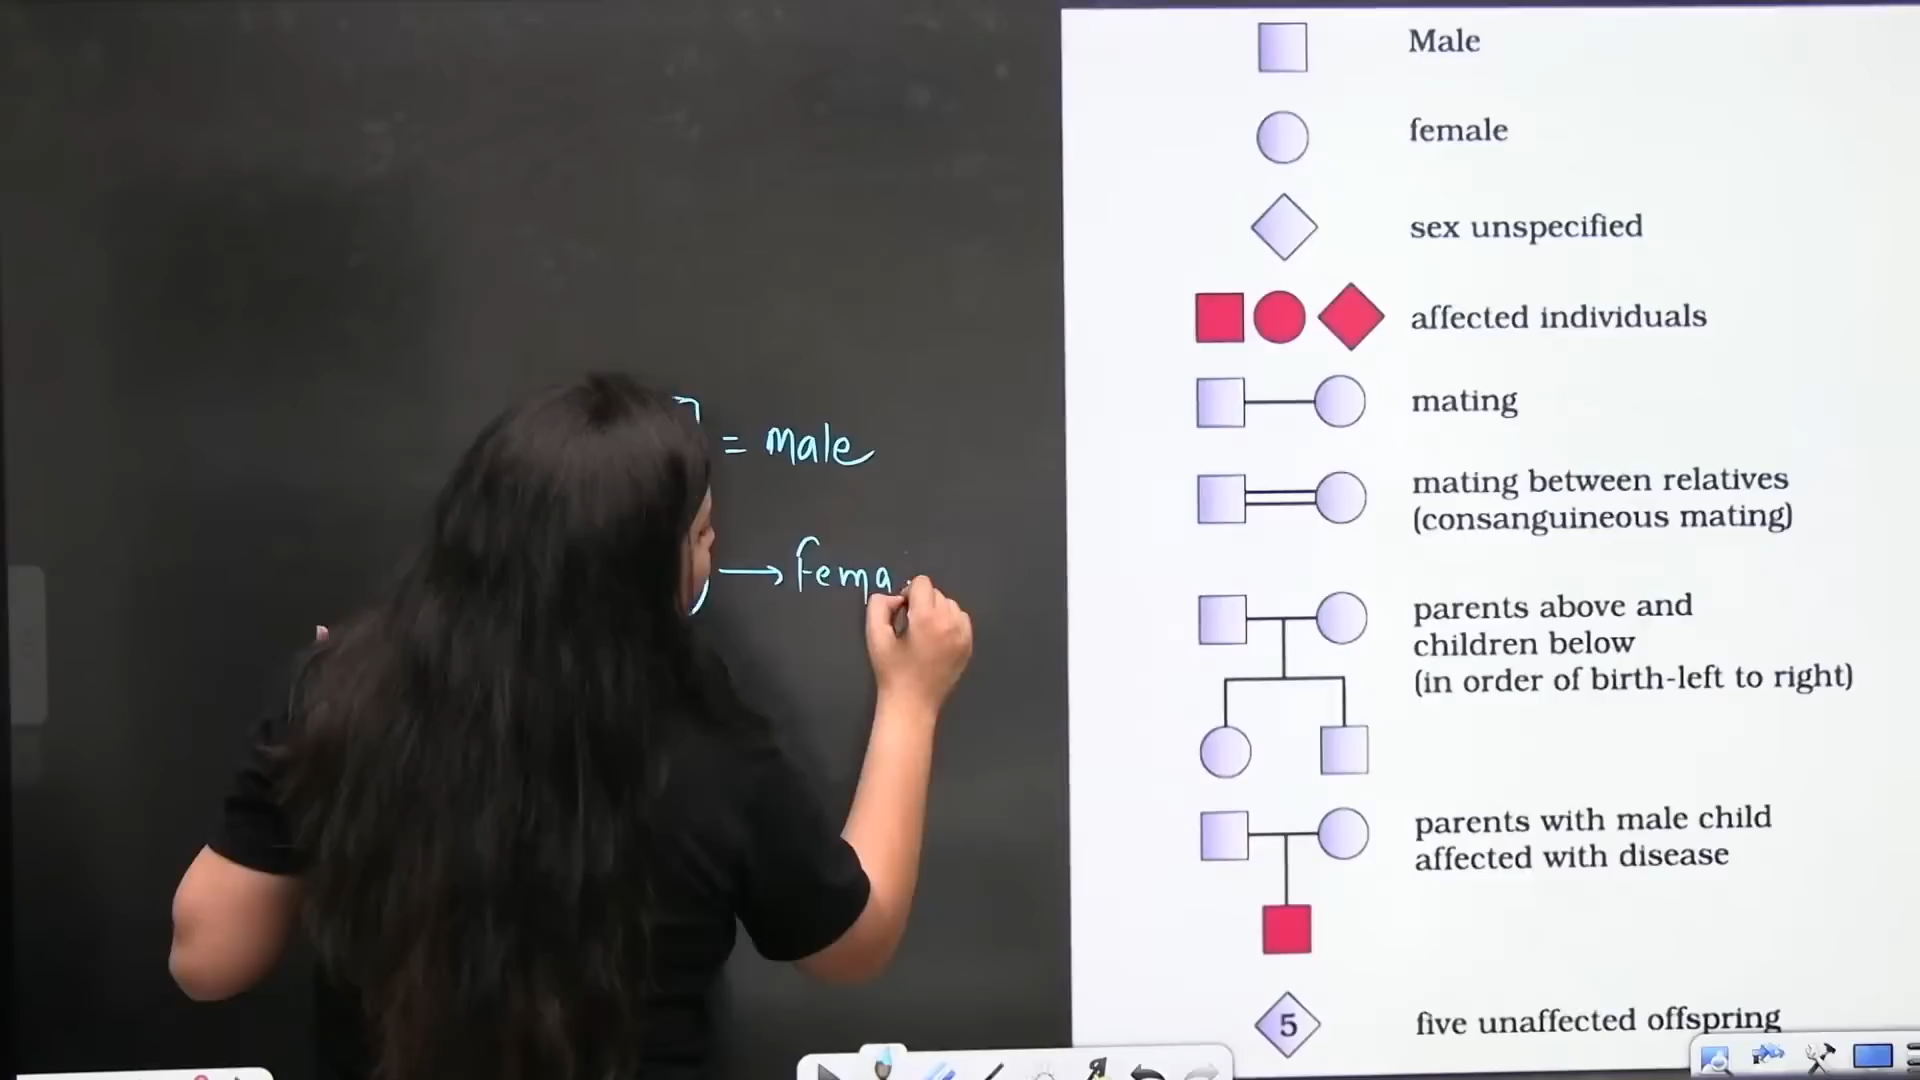 = Male
→ Fema
Male
female
sex unspecified
affected individuals
mating
mating between relatives
(consanguineous mating)
parents above and
children below
(in order of birth-left to right)
parents with male child
affected with disease
5
five unaffected offspring